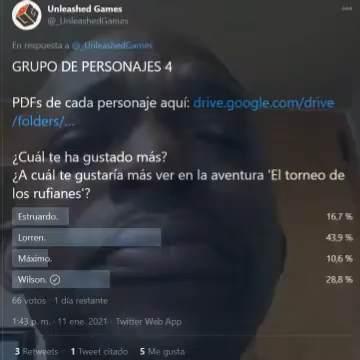 Unleashed Games
@_UnleashedGames
En respuesta a @_UnleashedGames
GRUPO DE PERSONAJES 4
PDFs de cada personaje aquí: drive.google.com/drive
/folders/...
¿Cuál te ha gustado más?
¿A cuál te gustaría más ver en la aventura 'El torneo de
los rufianes'?
Estruardo. 16,7 %
Lorren. 43,9 %
Máximo. 10,6 %
Wilson. 28,8 %
66 votos · 1 día restante
1:43 p. m. · 11 ene. 2021 · Twitter Web App
3 Retweets 1 Tweet citado 5 Me gusta